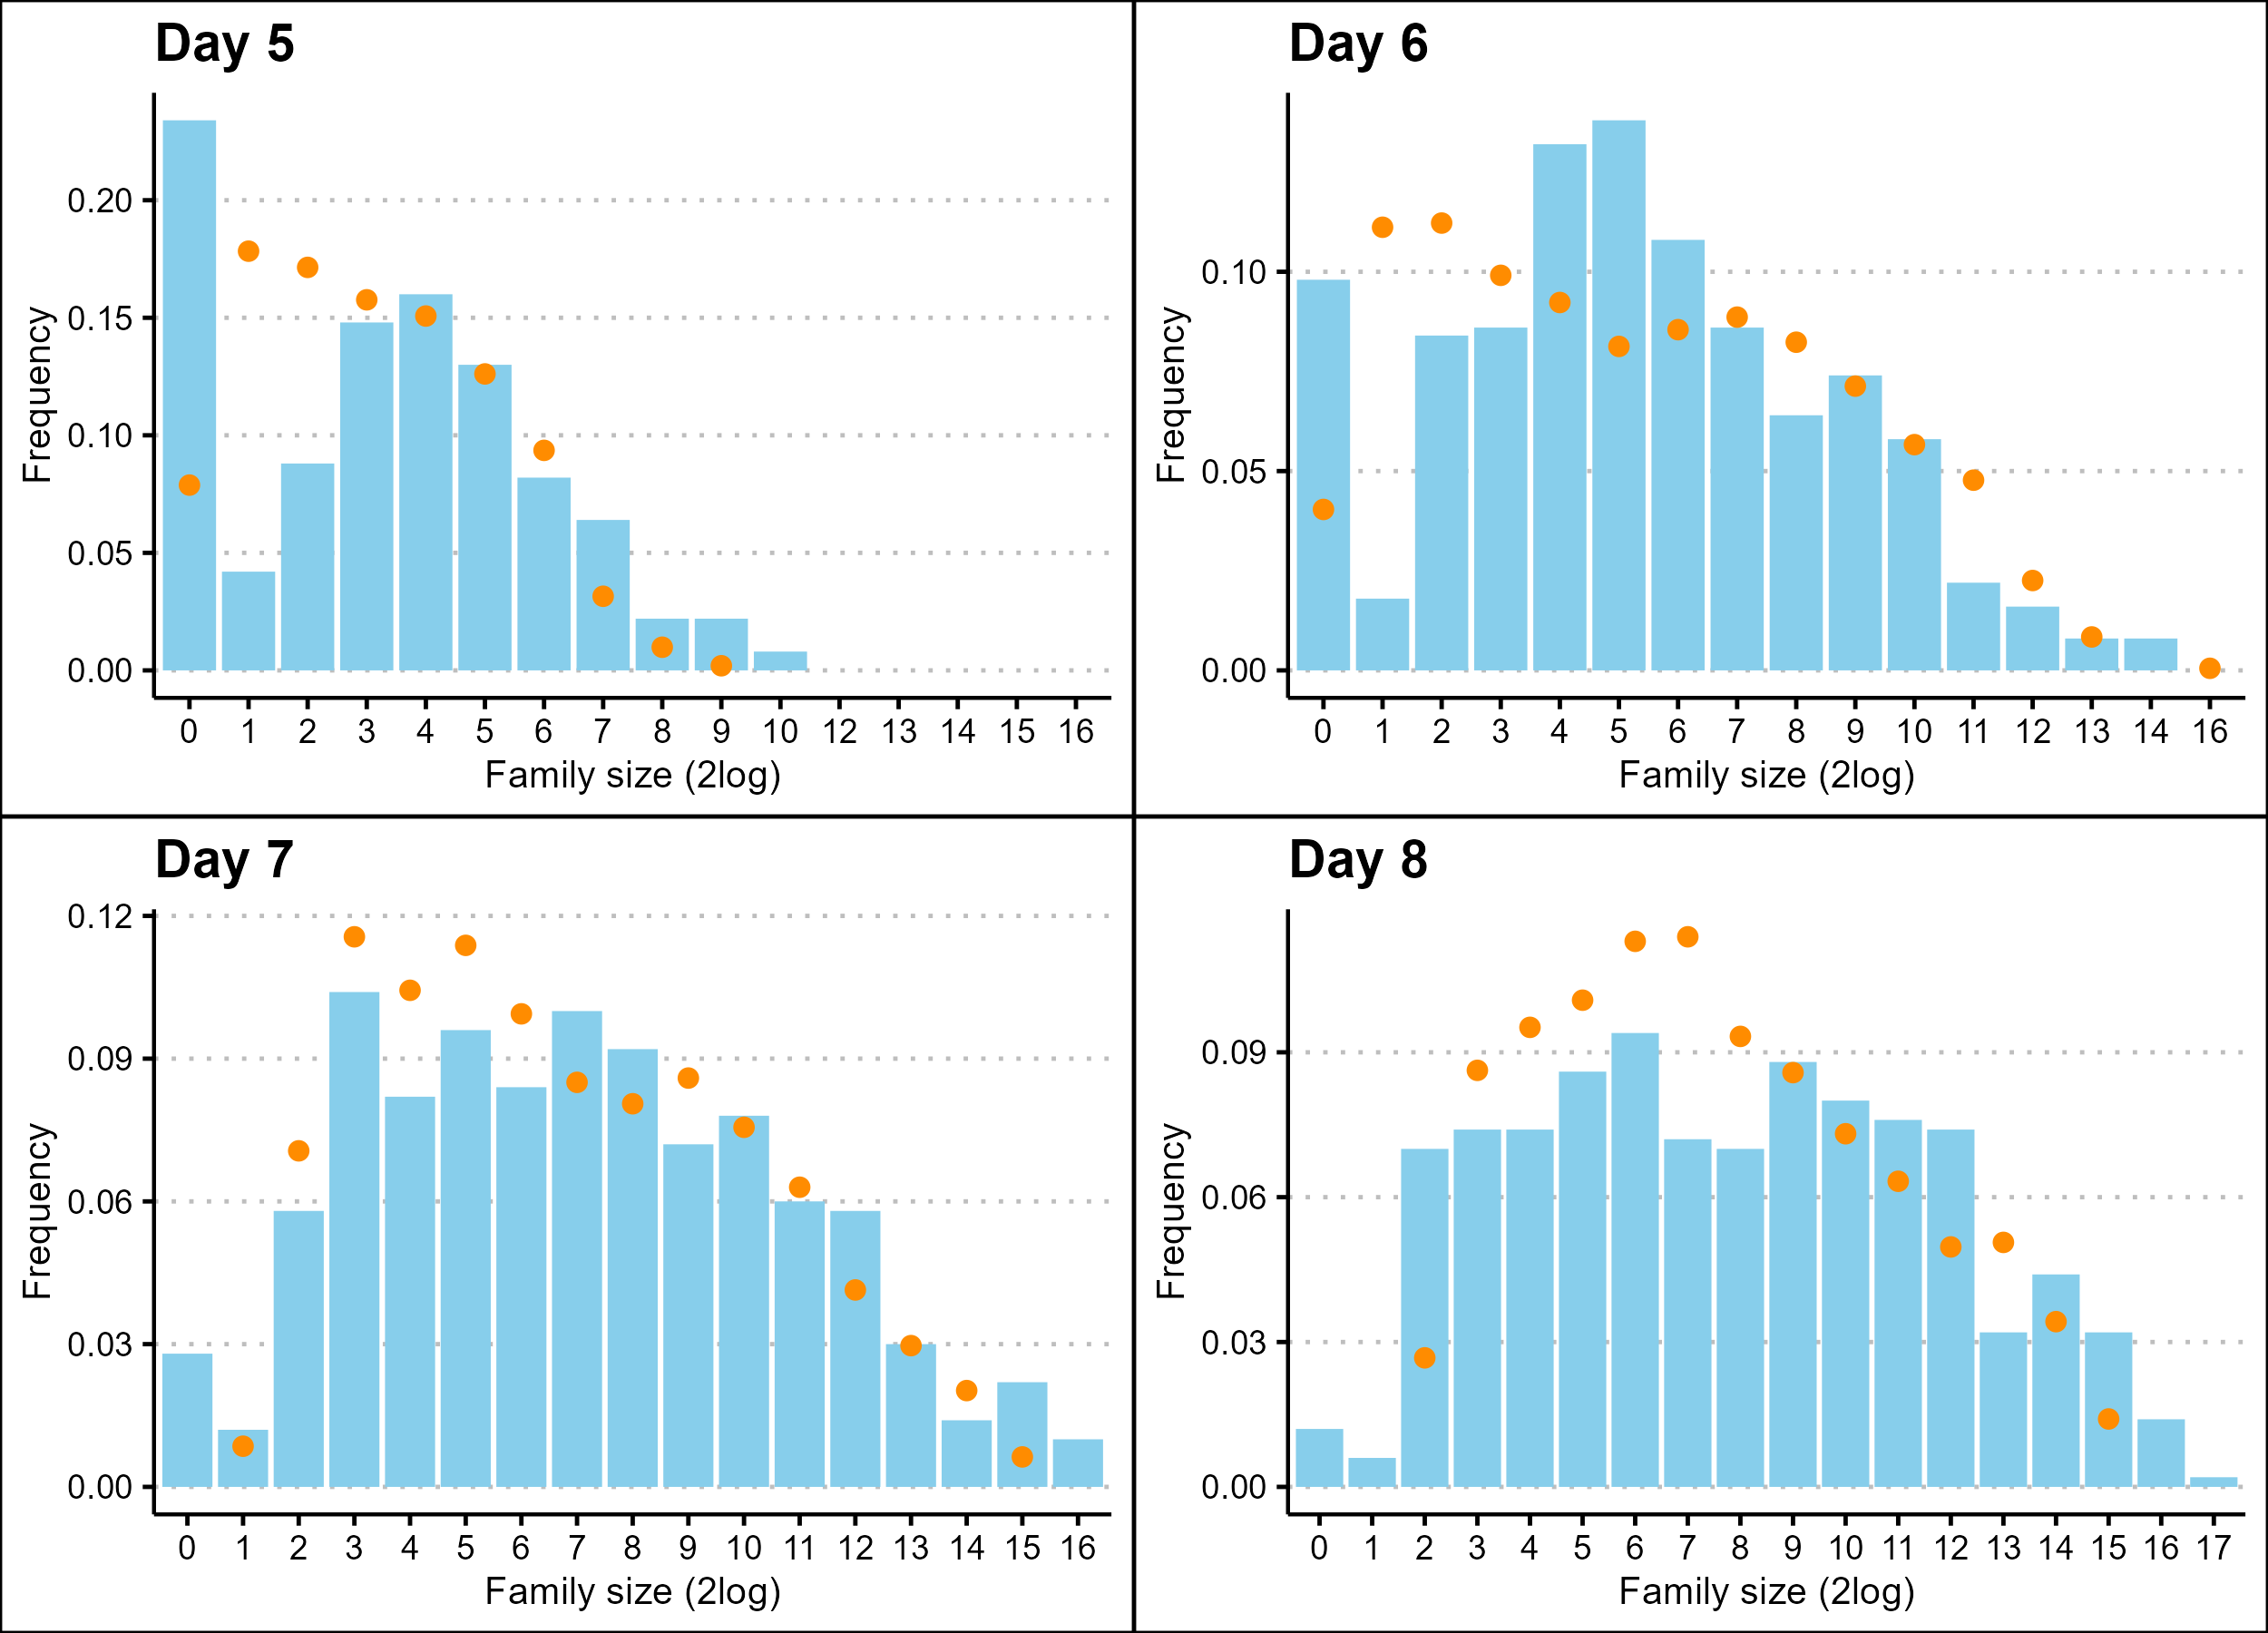 Day 5
Frequency
0.20
0.15
0.10
0.05
0.00
0 1 2 3 4 5 6 7 8 9 10 12 13 14 15 16
Family size (2log)
Day 6
Frequency
0.10
0.05
0.00
0 1 2 3 4 5 6 7 8 9 10 11 12 13 14 16
Family size (2log)
Day 7
Frequency
0.12
0.09
0.06
0.03
0.00
0 1 2 3 4 5 6 7 8 9 10 11 12 13 14 15 16
Family size (2log)
Day 8
Frequency
0.09
0.06
0.03
0.00
0 1 2 3 4 5 6 7 8 9 10 11 12 13 14 15 16 17
Family size (2log)